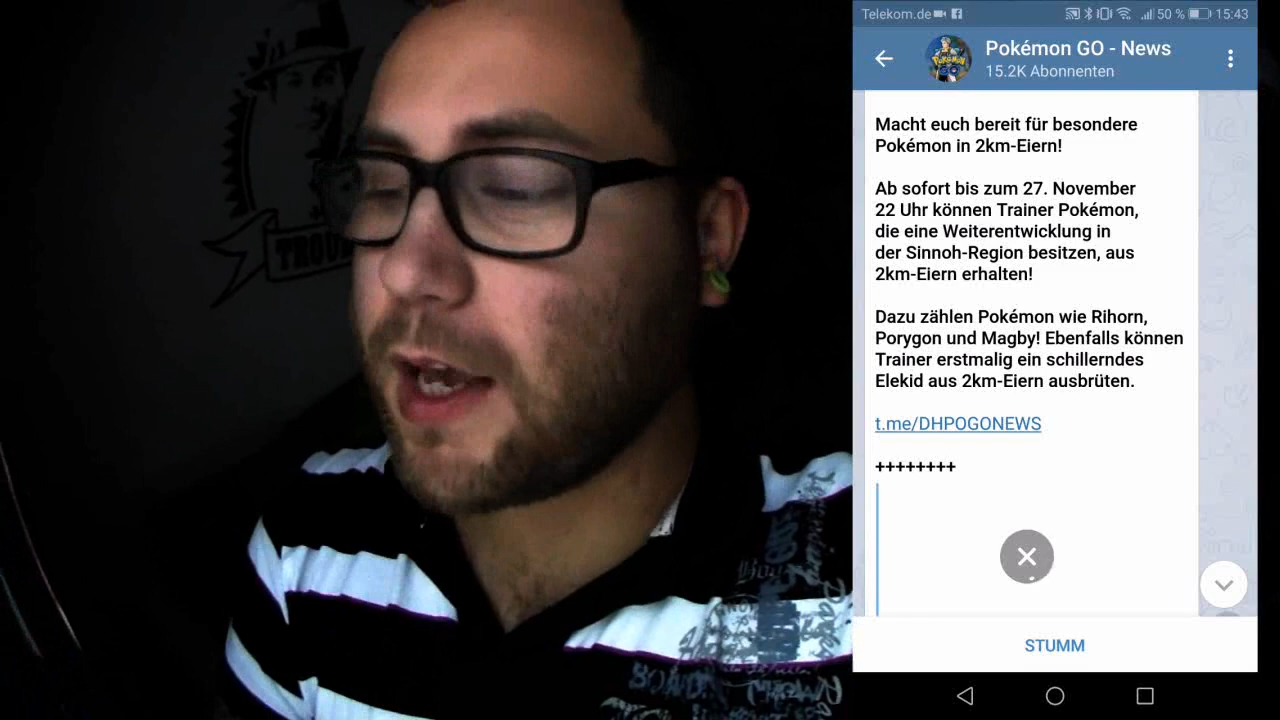 Telekom.de
50 %
15:43
Pokémon GO - News
15.2K Abonnenten
Macht euch bereit für besondere
Pokémon in 2km-Eiern!
Ab sofort bis zum 27. November
22 Uhr können Trainer Pokémon,
die eine Weiterentwicklung in
der Sinnoh-Region besitzen, aus
2km-Eiern erhalten!
Dazu zählen Pokémon wie Rihorn,
Porygon und Magby! Ebenfalls können
Trainer erstmalig ein schillerndes
Elekid aus 2km-Eiern ausbrüten.
t.me/DHPOGONEWS
++++++++
STUMM